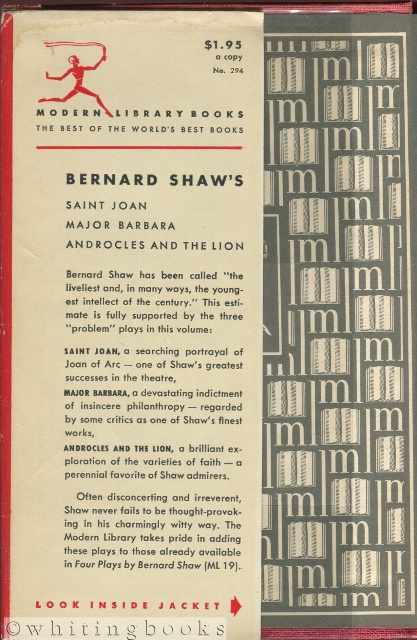 $1.95
a copy
No. 294
MODERN LIBRARY BOOKS
THE BEST OF THE WORLD'S BEST BOOKS
BERNARD SHAW'S
SAINT JOAN
MAJOR BARBARA
ANDROCLES AND THE LION
Bernard Shaw has been called "the
liveliest and, in many ways, the young-
est intellect of the century." This esti-
mate is fully supported by the three
"problem" plays in this volume:
SAINT JOAN, a searching portrayal of
Joan of Arc — one of Shaw's greatest
successes in the theatre,
MAJOR BARBARA, a devastating indictment
of insincere philanthropy — regarded
by some critics as one of Shaw's finest
works,
ANDROCLES AND THE LION, a brilliant ex-
ploration of the varieties of faith — a
perennial favorite of Shaw admirers.
Often disconcerting and irreverent,
Shaw never fails to be thought-provok-
ing in his charmingly witty way. The
Modern Library takes pride in adding
these plays to those already available
in Four Plays by Bernard Shaw (ML 19).
LOOK INSIDE JACKET
©whitingbooks